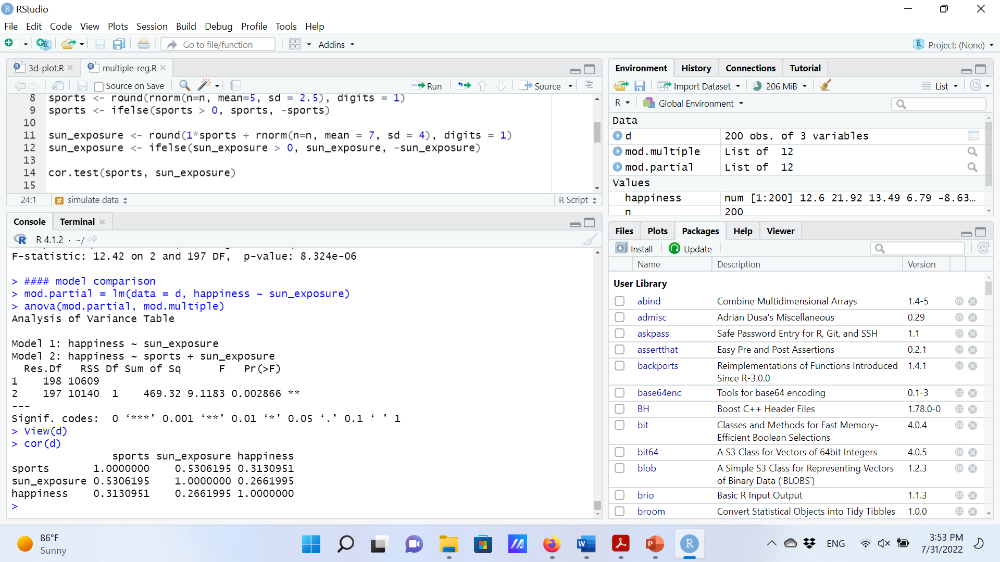 RStudio
File Edit Code View Plots Session Build Debug Profile Tools Help
Go to file/function Addins Project: (None)
3d-plot.R multiple-reg.R
Source on Save Run Source
8 sports <- round(rnorm(n=n, mean=5, sd = 2.5), digits = 1)
9 sports <- ifelse(sports > 0, sports, -sports)
10
11 sun_exposure <- round(1*sports + rnorm(n=n, mean = 7, sd = 4), digits = 1)
12 sun_exposure <- ifelse(sun_exposure > 0, sun_exposure, -sun_exposure)
13
14 cor.test(sports, sun_exposure)
15
24:1 # simulate data R Script
Console Terminal
R 4.1.2 · ~/
F-statistic: 12.42 on 2 and 197 DF,  p-value: 8.324e-06
> #### model comparison
> mod.partial = lm(data = d, happiness ~ sun_exposure)
> anova(mod.partial, mod.multiple)
Analysis of Variance Table
Model 1: happiness ~ sun_exposure
Model 2: happiness ~ sports + sun_exposure
  Res.Df   RSS Df Sum of Sq      F   Pr(>F)
1    198 10609
2    197 10140  1    469.32 9.1183 0.002866 **
---
Signif. codes:  0 ‘***’ 0.001 ‘**’ 0.01 ‘*’ 0.05 ‘.’ 0.1 ‘ ’ 1
> View(d)
> cor(d)
                sports sun_exposure happiness
sports       1.0000000    0.5306195 0.3130951
sun_exposure 0.5306195    1.0000000 0.2661995
happiness    0.3130951    0.2661995 1.0000000
>
Environment History Connections Tutorial
Import Dataset 206 MiB List
R Global Environment
Data
d 200 obs. of 3 variables
mod.multiple List of  12
mod.partial List of  12
Values
happiness num [1:200] 12.6 21.92 13.49 6.79 -8.63…
n 200
Files Plots Packages Help Viewer
Install Update
Name Description Version
User Library
abind Combine Multidimensional Arrays 1.4-5
admisc Adrian Dusa's Miscellaneous 0.29
askpass Safe Password Entry for R, Git, and SSH 1.1
assertthat Easy Pre and Post Assertions 0.2.1
backports Reimplementations of Functions Introduced 1.4.1
Since R-3.0.0
base64enc Tools for base64 encoding 0.1-3
BH Boost C++ Header Files 1.78.0-0
bit Classes and Methods for Fast Memory- 4.0.4
Efficient Boolean Selections
bit64 A S3 Class for Vectors of 64bit Integers 4.0.5
blob A Simple S3 Class for Representing Vectors 1.2.3
of Binary Data ('BLOBS')
brio Basic R Input Output 1.1.3
broom Convert Statistical Objects into Tidy Tibbles 1.0.0
86°F
Sunny
ENG
3:53 PM
7/31/2022